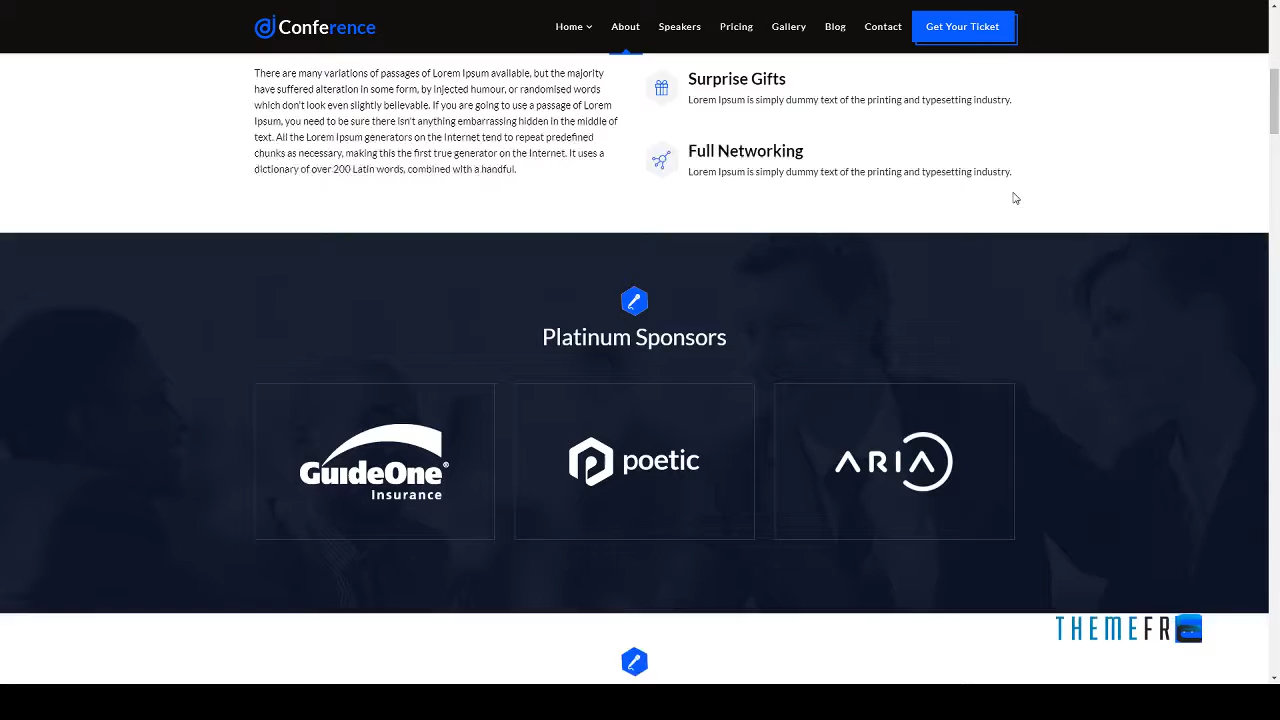 Conference
Home
About
Speakers
Pricing
Gallery
Blog
Contact
Get Your Ticket
There are many variations of passages of Lorem Ipsum available, but the majority
have suffered alteration in some form, by injected humour, or randomised words
which don't look even slightly believable. If you are going to use a passage of Lorem
Ipsum, you need to be sure there isn't anything embarrassing hidden in the middle of
text. All the Lorem Ipsum generators on the Internet tend to repeat predefined
chunks as necessary, making this the first true generator on the Internet. It uses a
dictionary of over 200 Latin words, combined with a handful.
Surprise Gifts
Lorem Ipsum is simply dummy text of the printing and typesetting industry.
Full Networking
Lorem Ipsum is simply dummy text of the printing and typesetting industry.
Platinum Sponsors
GuideOne®
Insurance
poetic
ARIA
THEMEFR